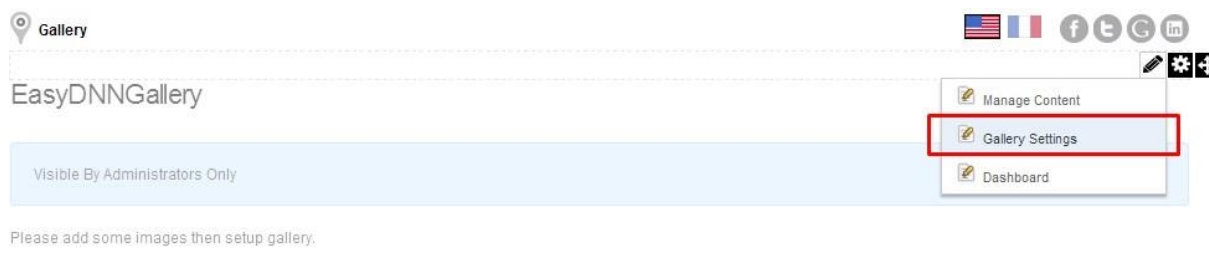 Gallery
EasyDNNGallery
Manage Content
Gallery Settings
Dashboard
Visible By Administrators Only
Please add some images then setup gallery.